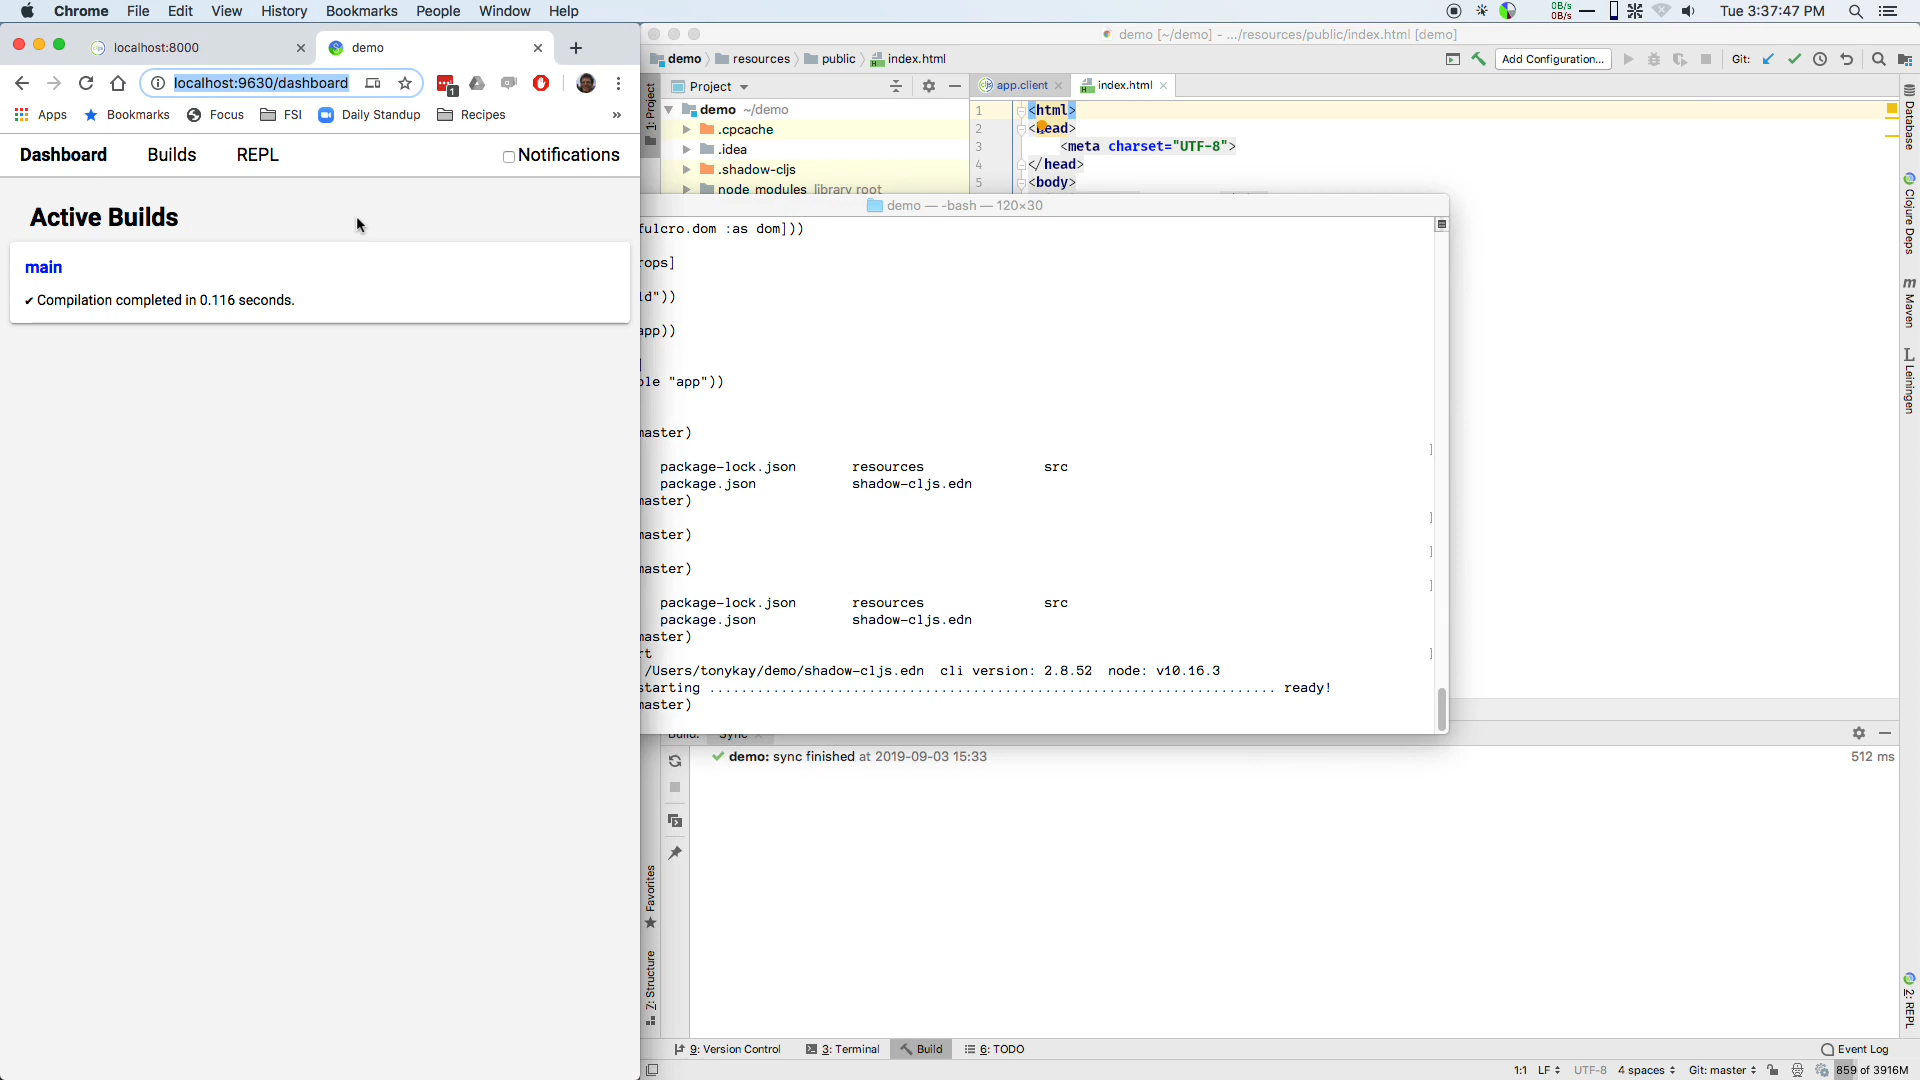 Chrome File Edit View History Bookmarks People Window Help
0B/s
0B/s
Tue 3:37:47 PM
localhost:8000
demo
localhost:9630/dashboard
1
Apps Bookmarks Focus FSI Daily Standup Recipes »
Dashboard Builds REPL Notifications
Active Builds
main
✔ Compilation completed in 0.116 seconds.
demo [~/demo] - .../resources/public/index.html [demo]
demo resources public index.html
Add Configuration...
Git:
1: Project
Project
app.client
index.html
demo ~/demo
.cpcache
.idea
.shadow-cljs
node_modules library root
1 <html>
2
3 <meta charset="UTF-8">
4 </head>
5 <body>
demo — -bash — 120×30
fulcro.dom :as dom]))
ops]
ld"))
app))
]
ole "app"))
master)
package-lock.json resources src
package.json shadow-cljs.edn
master)
master)
master)
package-lock.json resources src
package.json shadow-cljs.edn
master)
rt
/Users/tonykay/demo/shadow-cljs.edn cli version: 2.8.52 node: v10.16.3
starting ....................................................................... ready!
master)
Build: Sync
demo: sync finished at 2019-09-03 15:33
512 ms
Database
Clojure Deps
m Maven
L Leiningen
2: REPL
Favorites
Z: Structure
9: Version Control 3: Terminal Build 6: TODO
Event Log
1:1 LF UTF-8 4 spaces Git: master 859 of 3916M